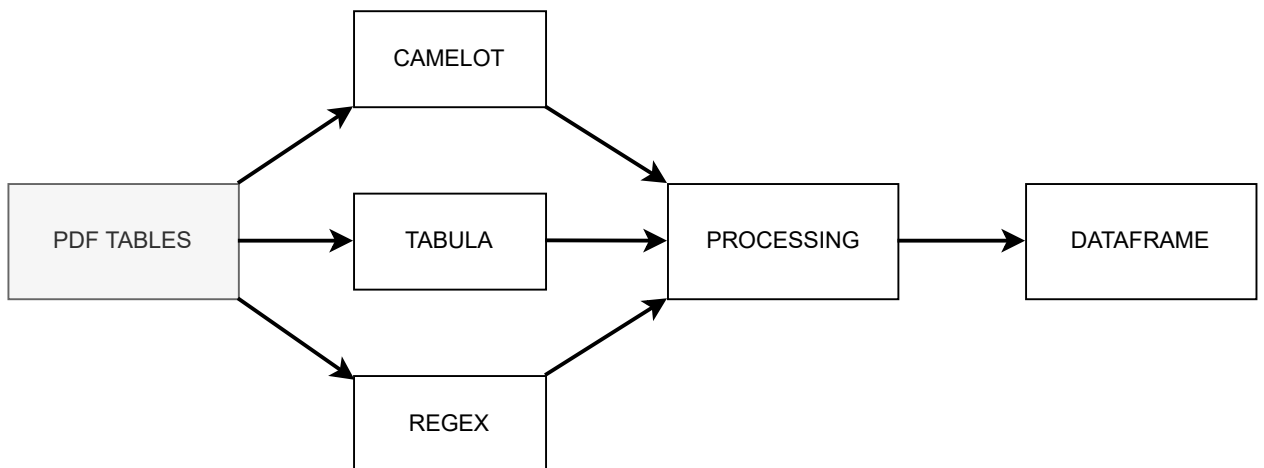 CAMELOT
PDF TABLES
TABULA
PROCESSING
DATAFRAME
REGEX